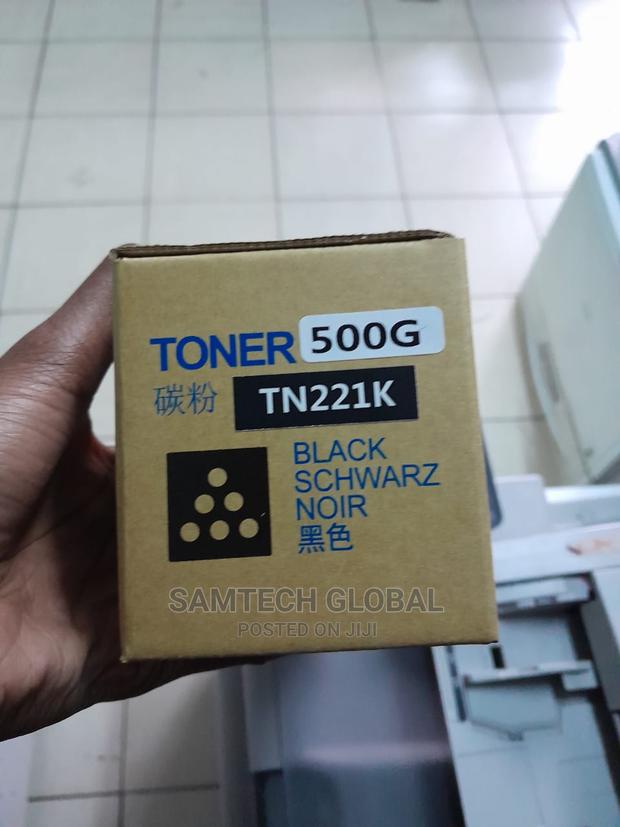 TONER 500G
碳粉 TN221K
BLACK
SCHWARZ
NOIR
黑色
SAMTECH GLOBAL
POSTED ON JIJI